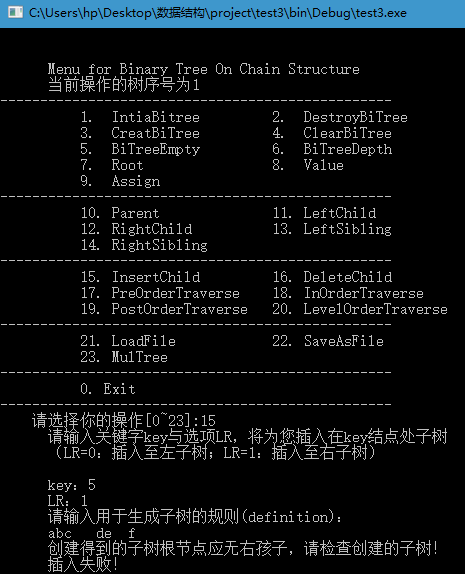 C:\Users\hp\Desktop\数据结构\project\test3\bin\Debug\test3.exe
Menu for Binary Tree On Chain Structure
当前操作的树序号为1
------------------------------------------------
1. IntiaBitree 2. DestroyBiTree
3. CreatBiTree 4. ClearBiTree
5. BiTreeEmpty 6. BiTreeDepth
7. Root 8. Value
9. Assign
------------------------------------------------
10. Parent 11. LeftChild
12. RightChild 13. LeftSibling
14. RightSibling
------------------------------------------------
15. InsertChild 16. DeleteChild
17. PreOrderTraverse 18. InOrderTraverse
19. PostOrderTraverse 20. LevelOrderTraverse
------------------------------------------------
21. LoadFile 22. SaveAsFile
23. MulTree
------------------------------------------------
0. Exit
------------------------------------------------
请选择你的操作[0~23]:15
请输入关键字key与选项LR，将为您插入在key结点处子树
（LR=0：插入至左子树；LR=1：插入至右子树）
key：5
LR：1
请输入用于生成子树的规则(definition)：
abc  de f
创建得到的子树根节点应无右孩子，请检查创建的子树!
插入失败!